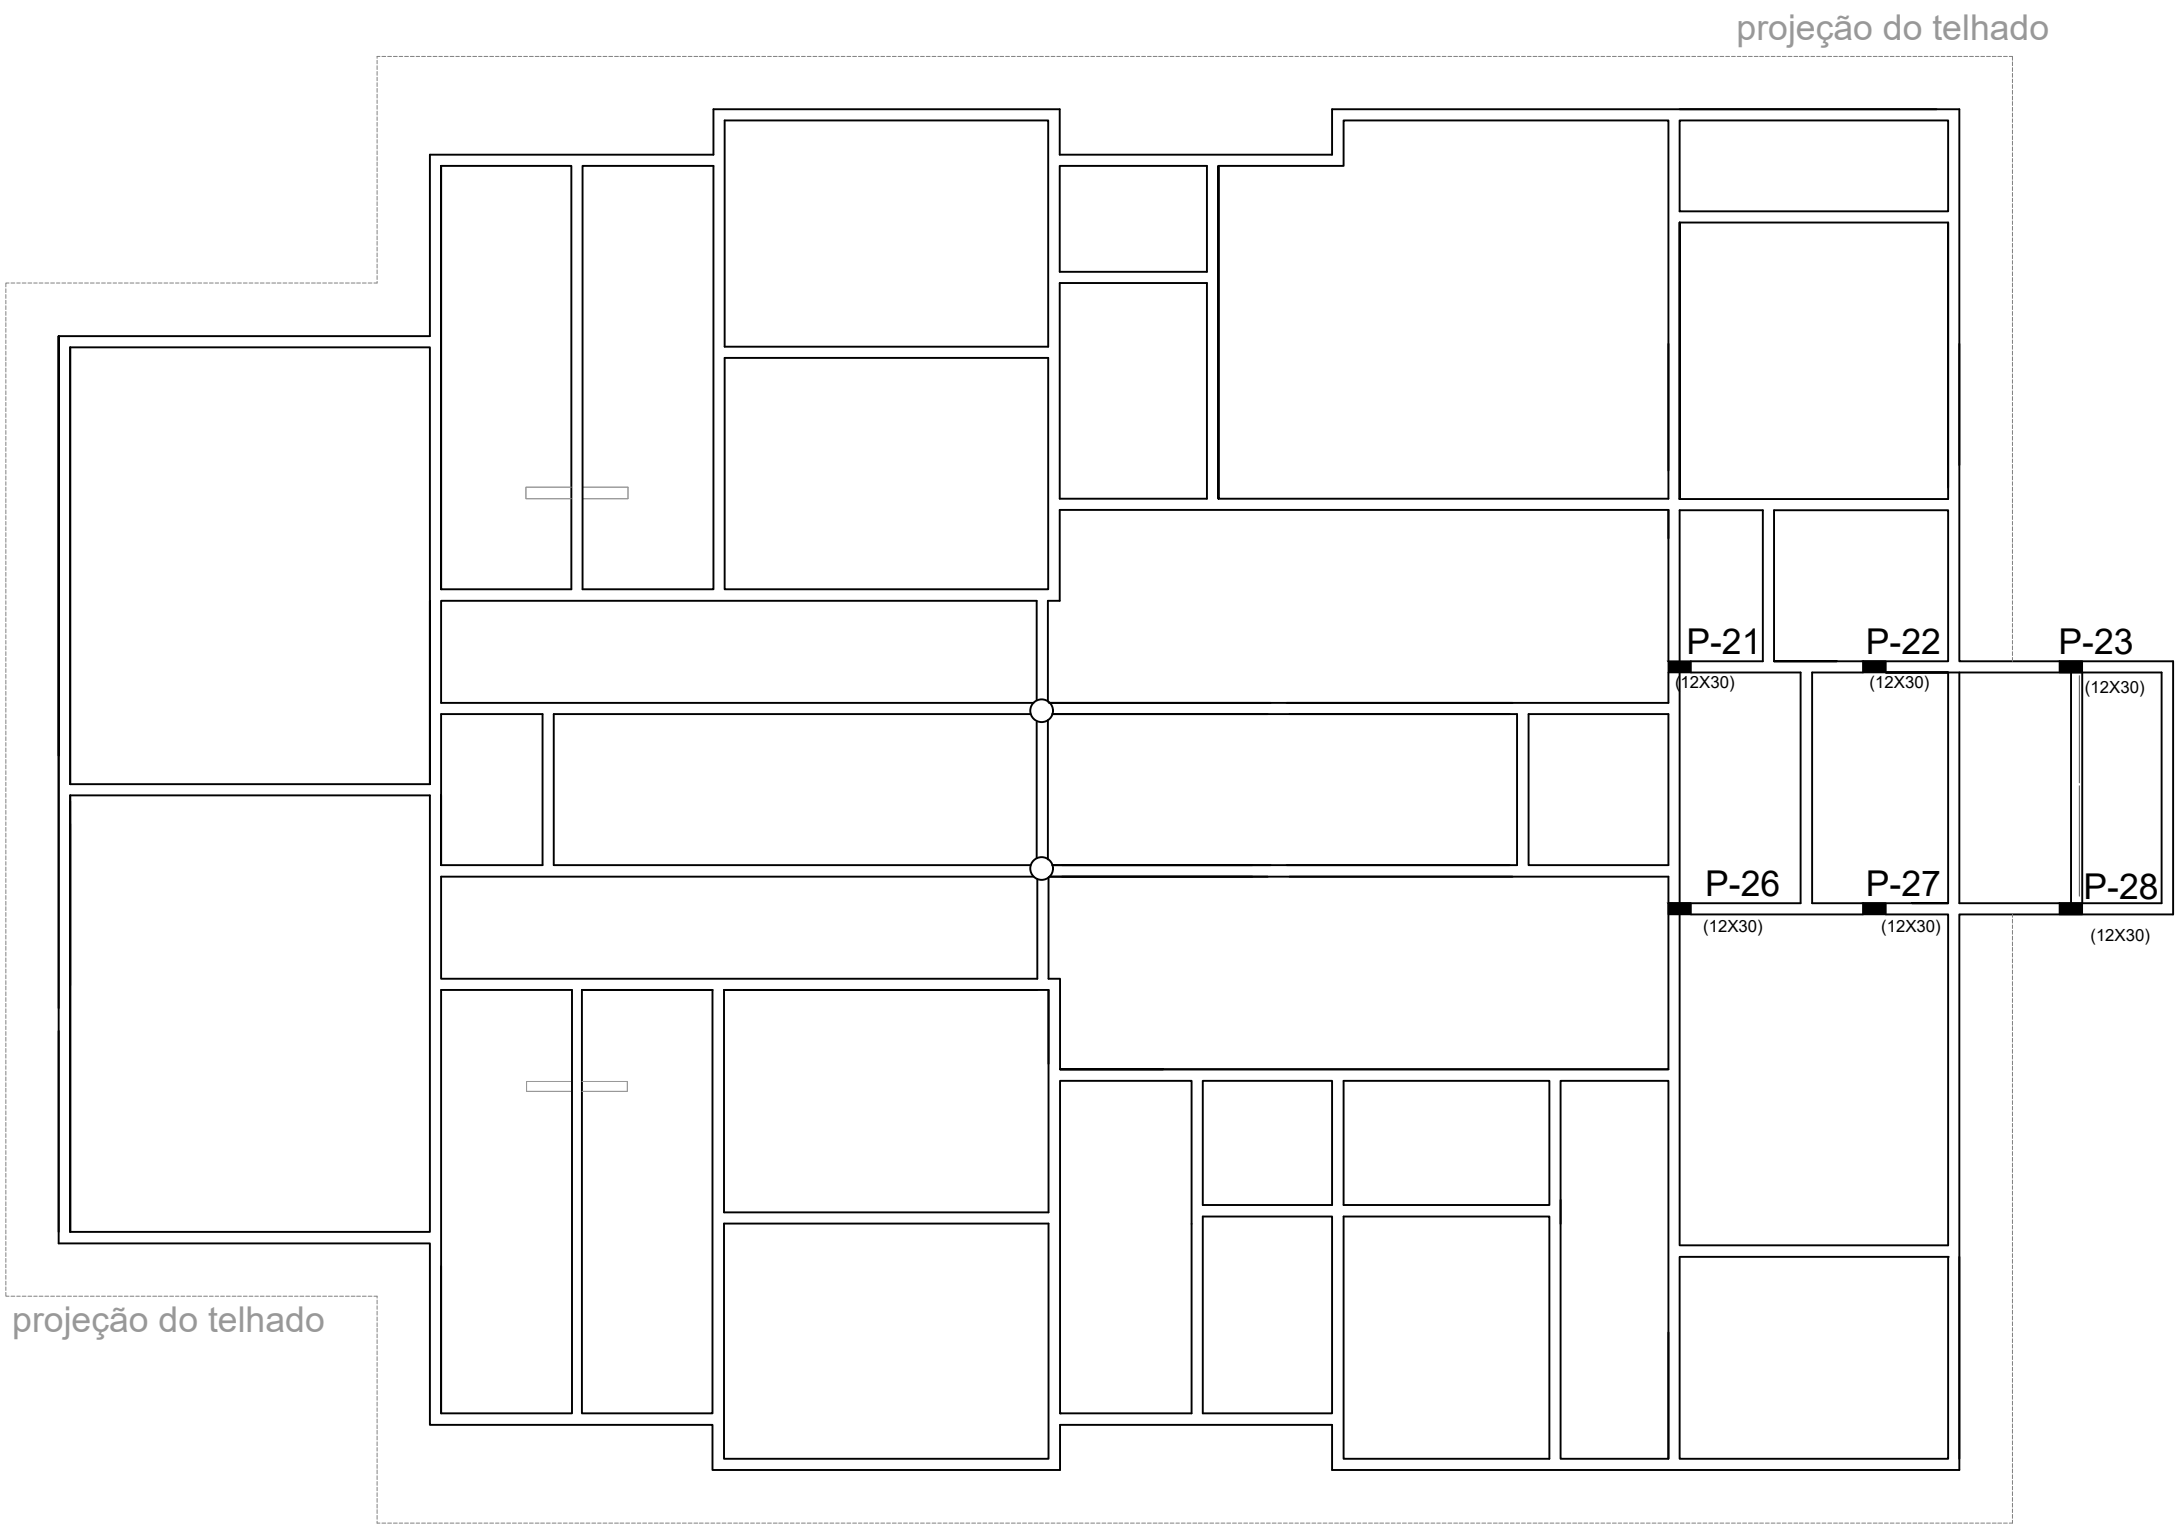 projeção do telhado
P-21
P-22
P-23
(12X30)
(12X30)
(12X30)
P-26
P-27
P-28
(12X30)
(12X30)
(12X30)
projeção do telhado